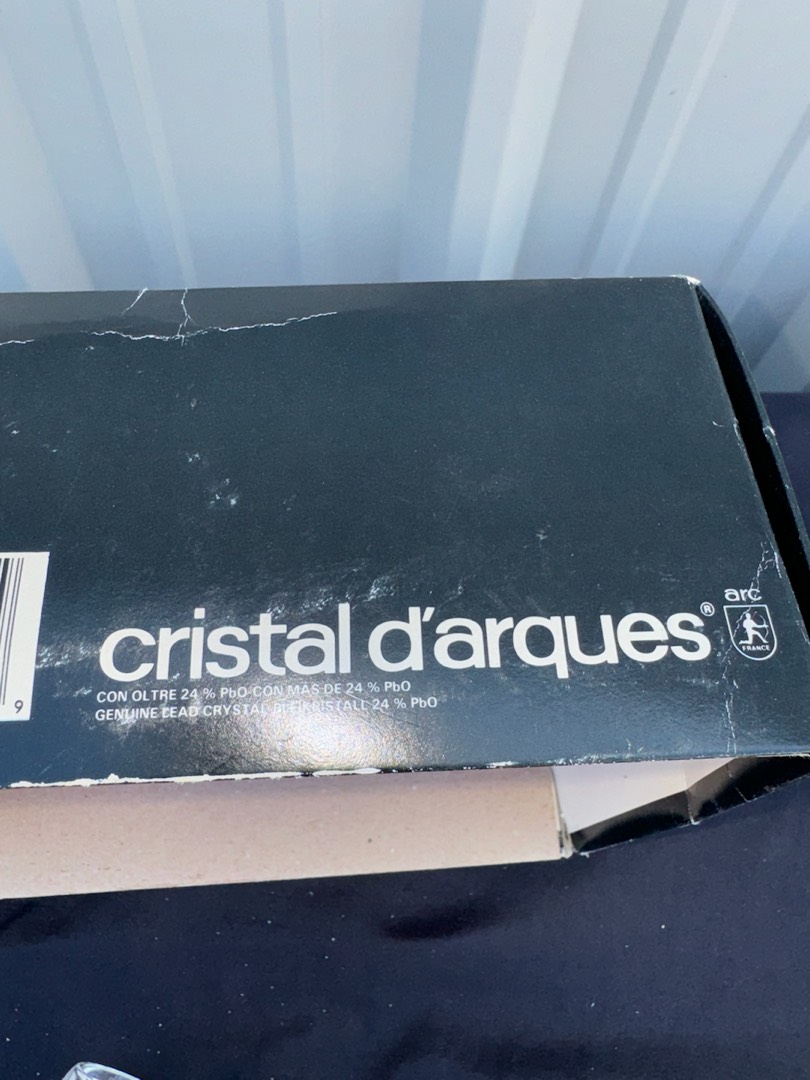 arc
cristal d'arques®
FRANCE
CON OLTRE 24 % PbO-CON MAS DE 24 % PbO
GENUINE LEAD CRYSTAL BLEIKRISTALL 24 % PbO
9